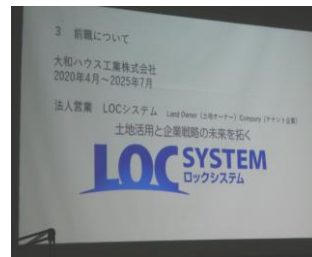 3 前職について
大和ハウス工業株式会社
2020年4月～2025年7月
法人営業 LOCシステム Land Owner（土地オーナー）Company（テナント企業）
土地活用と企業戦略の未来を拓く
LOC SYSTEM
ロックシステム